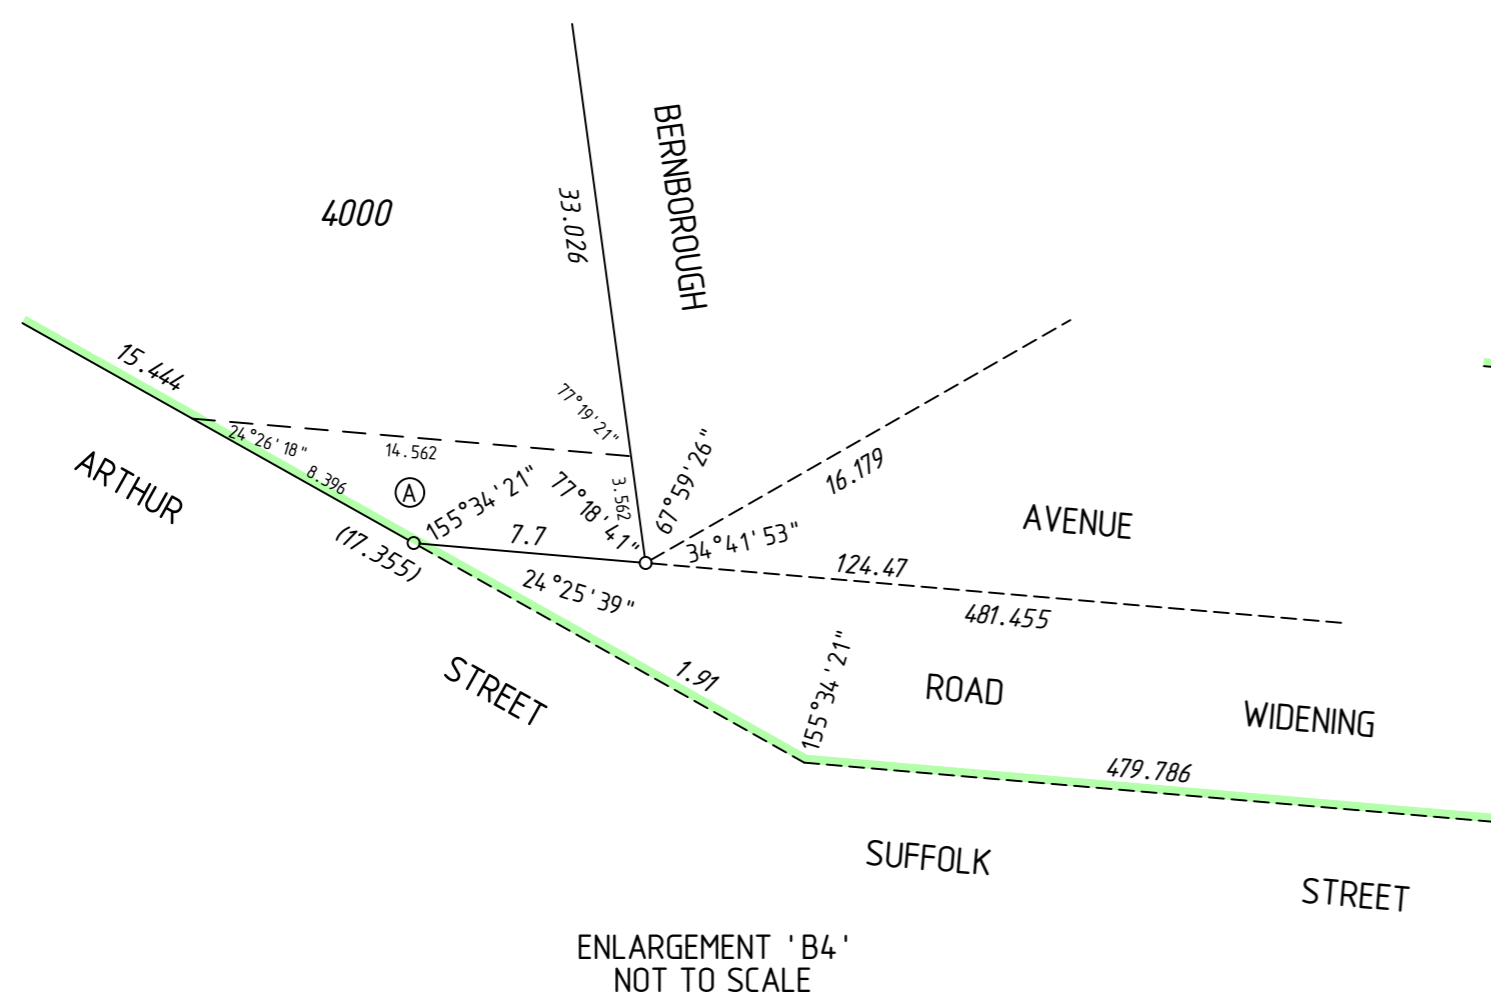 BERNBOROUGH
4000
33.026
15.444
77°19'21"
24°26'18"
14.562
8.396
ARTHUR
A
155°34'21"
77°18'41"
3.562
67°59'26"
16.179
(17.355)
7.7
34°41'53"
AVENUE
24°25'39"
124.47
481.455
STREET
1.91
155°34'21"
ROAD
WIDENING
479.786
SUFFOLK
STREET
ENLARGEMENT 'B4'
NOT TO SCALE